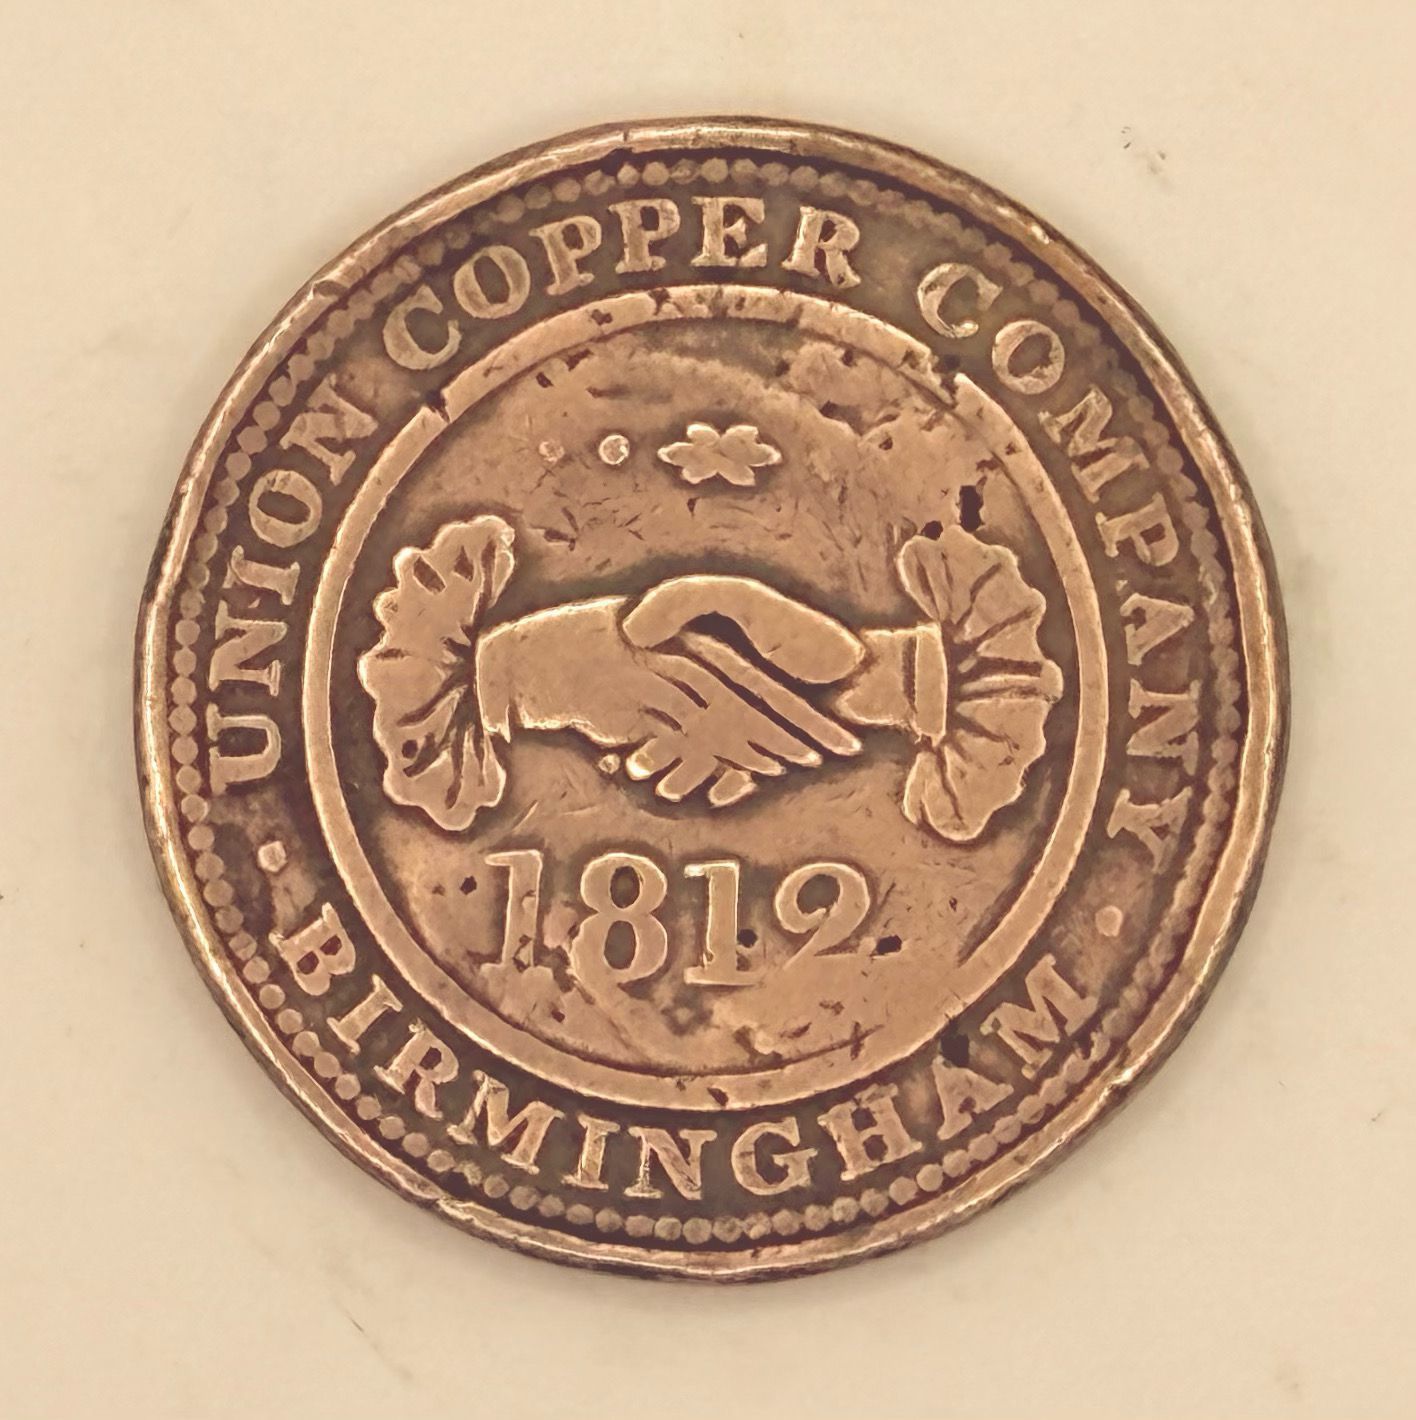 UNION COPPER COMPANY
1812
· BIRMINGHAM ·